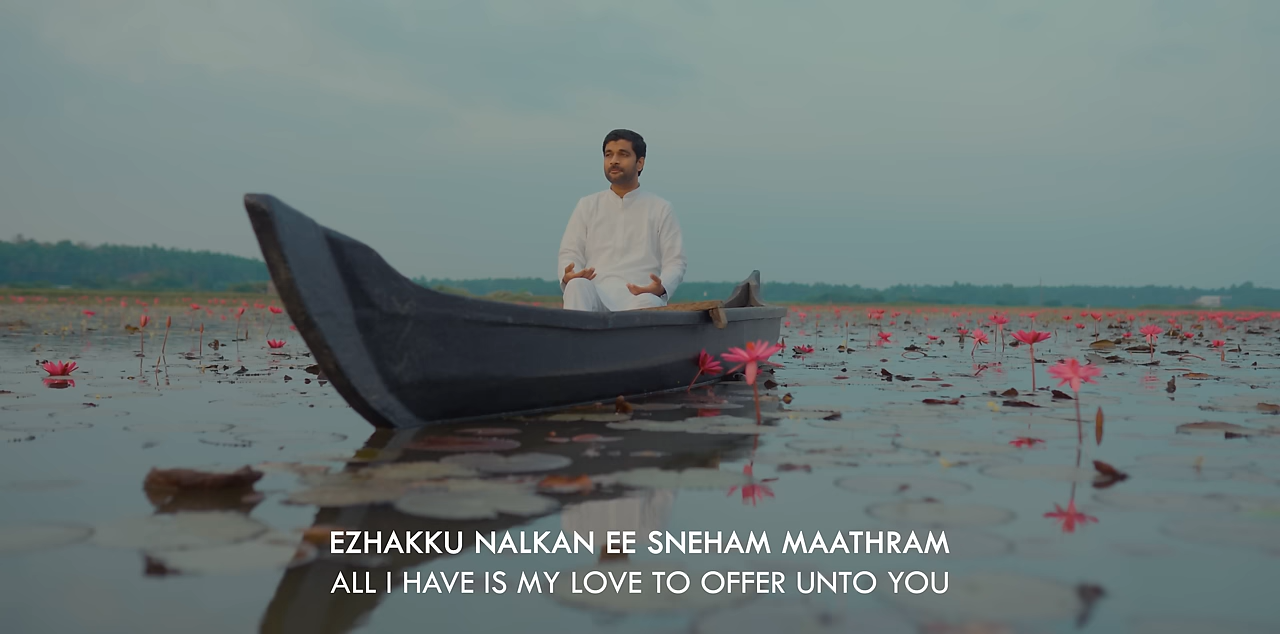 EZHAKKU NALKAN EE SNEHAM MAATHRAM
ALL I HAVE IS MY LOVE TO OFFER UNTO YOU